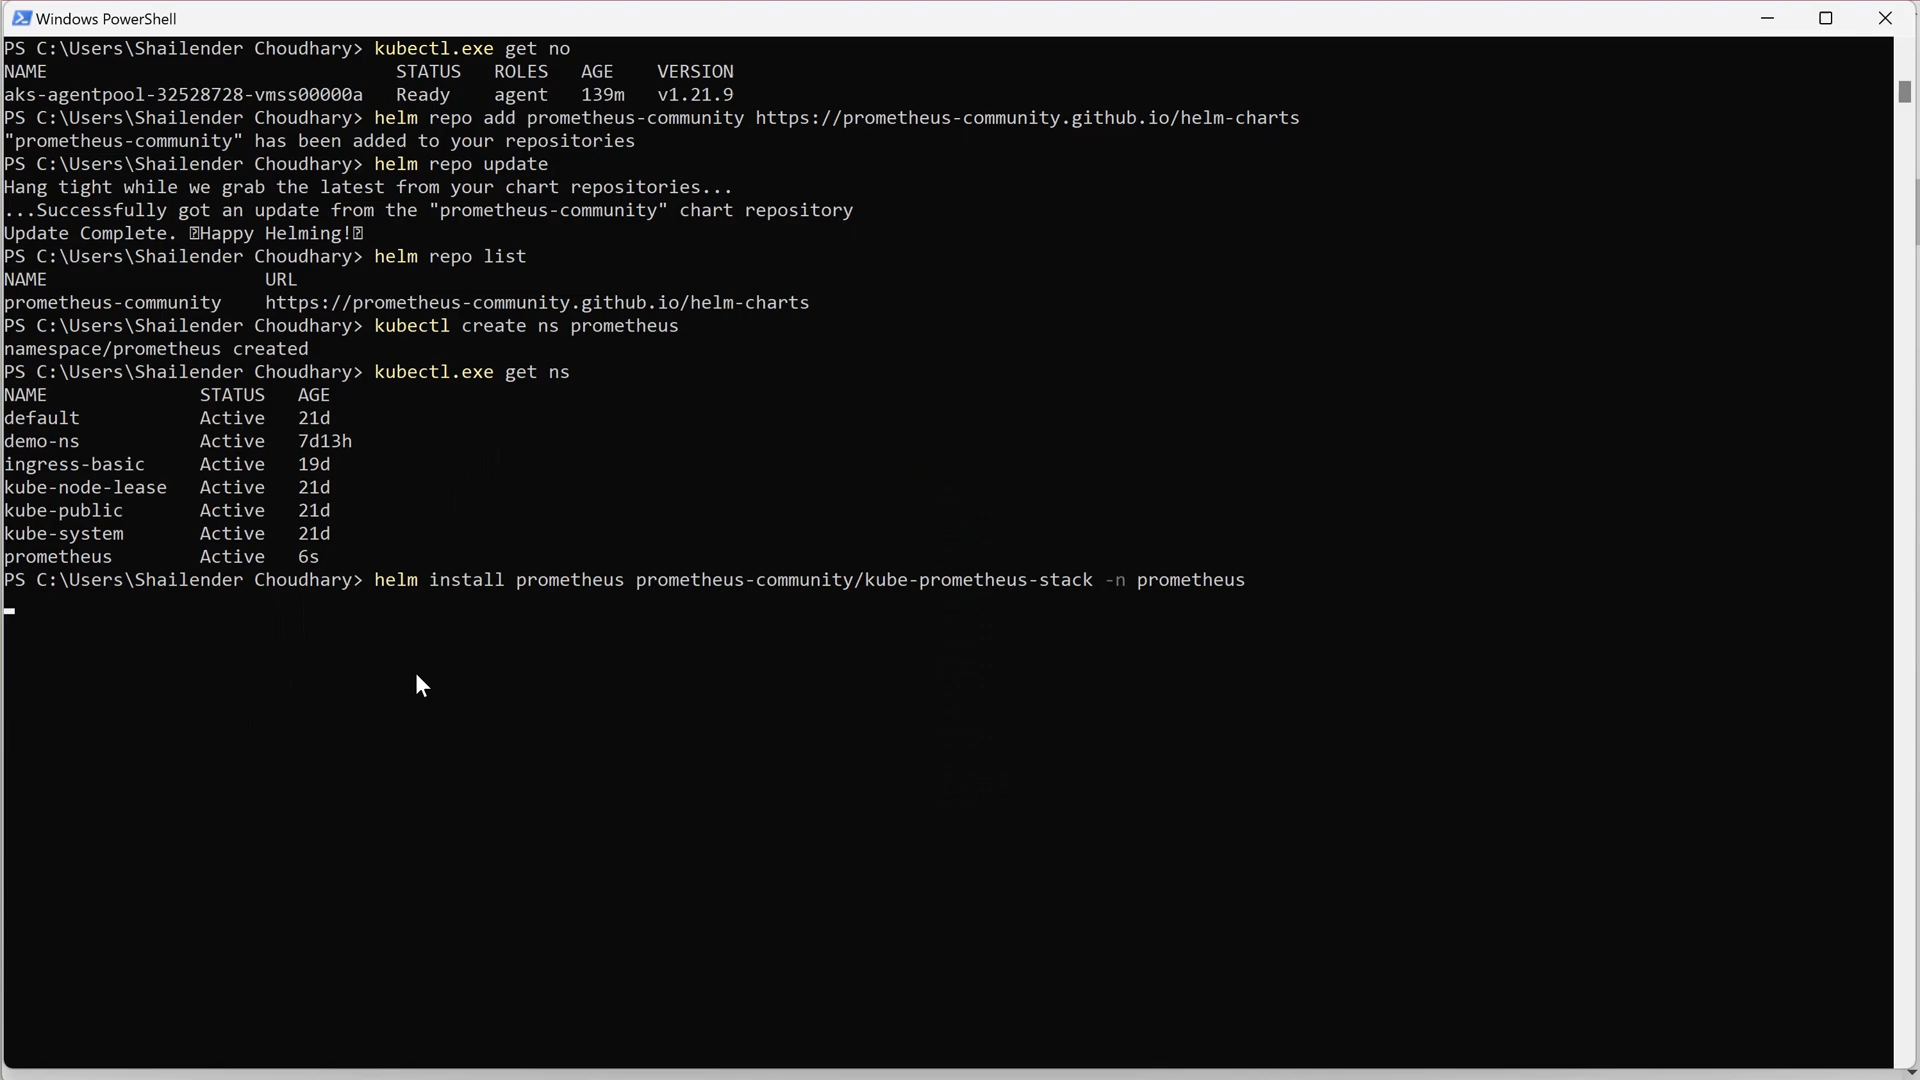 Windows PowerShell
PS C:\Users\Shailender Choudhary> kubectl.exe get no
NAME STATUS ROLES AGE VERSION
aks-agentpool-32528728-vmss00000a Ready agent 139m v1.21.9
PS C:\Users\Shailender Choudhary> helm repo add prometheus-community https://prometheus-community.github.io/helm-charts
"prometheus-community" has been added to your repositories
PS C:\Users\Shailender Choudhary> helm repo update
Hang tight while we grab the latest from your chart repositories...
...Successfully got an update from the "prometheus-community" chart repository
Update Complete. ⍰Happy Helming!⍰
PS C:\Users\Shailender Choudhary> helm repo list
NAME URL
prometheus-community https://prometheus-community.github.io/helm-charts
PS C:\Users\Shailender Choudhary> kubectl create ns prometheus
namespace/prometheus created
PS C:\Users\Shailender Choudhary> kubectl.exe get ns
NAME STATUS AGE
default Active 21d
demo-ns Active 7d13h
ingress-basic Active 19d
kube-node-lease Active 21d
kube-public Active 21d
kube-system Active 21d
prometheus Active 6s
PS C:\Users\Shailender Choudhary> helm install prometheus prometheus-community/kube-prometheus-stack -n prometheus